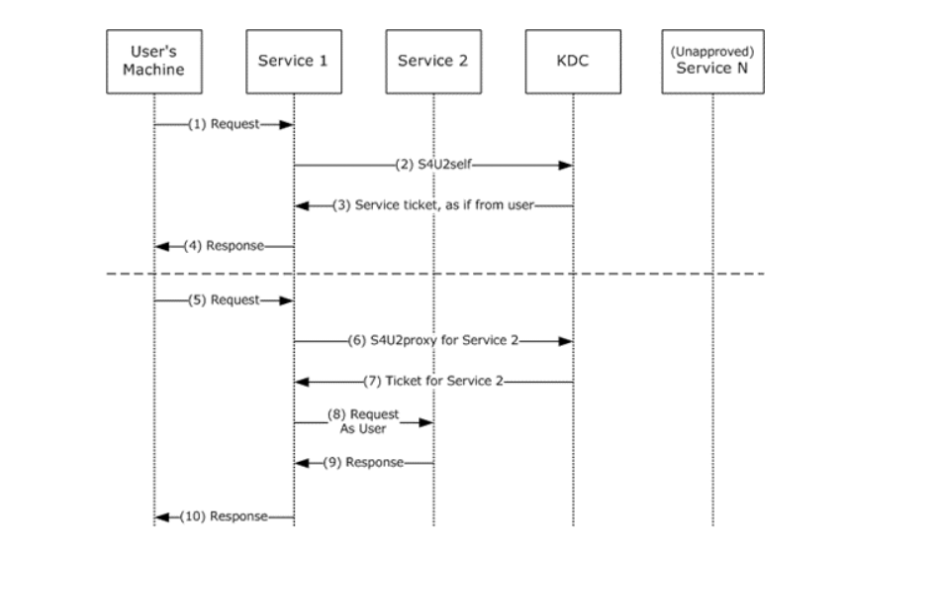 User's
Machine
Service 1
Service 2
KDC
(Unapproved)
Service N
(1) Request
(2) S4U2self
(3) Service ticket, as if from user
(4) Response
(5) Request
(6) S4U2proxy for Service 2
(7) Ticket for Service 2
(8) Request
As User
(9) Response
(10) Response